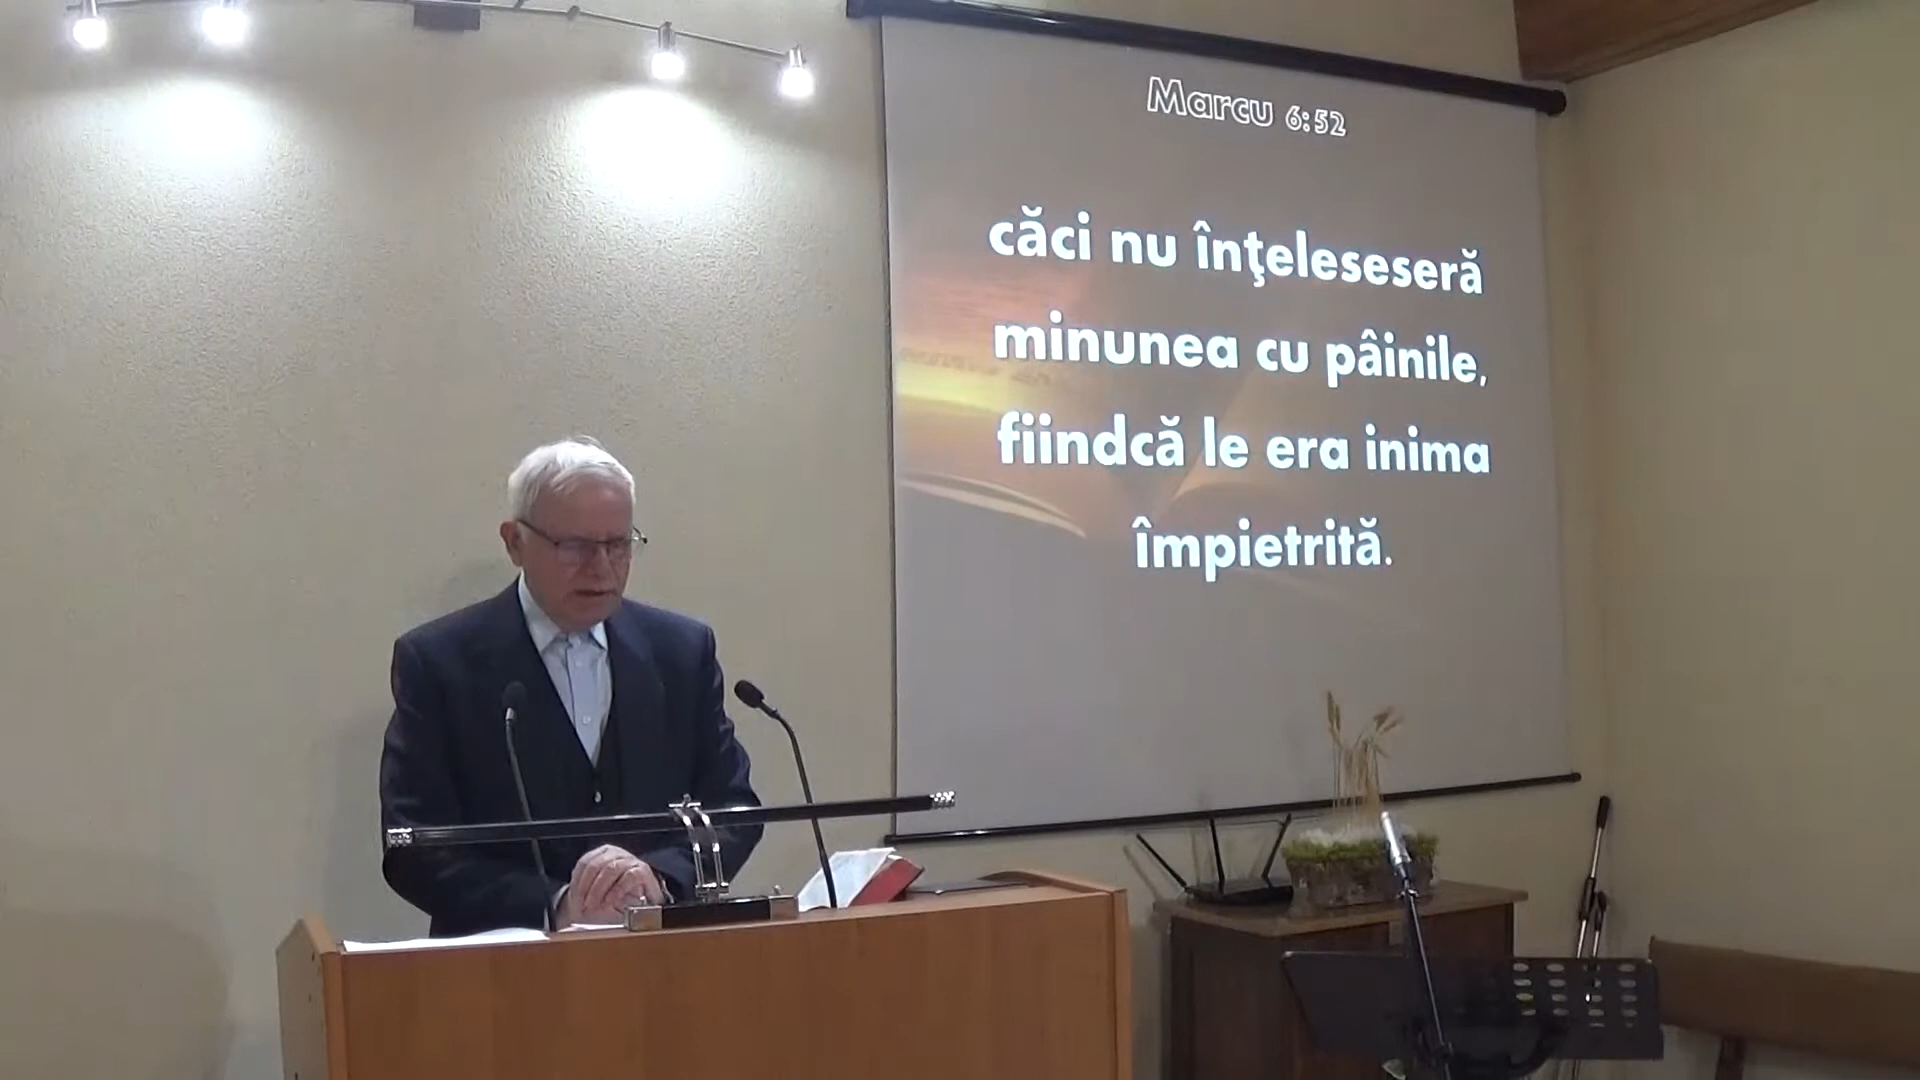 Marcu 6:52
căci nu înţeleseseră
minunea cu pâinile,
fiindcă le era inima
împietrită.